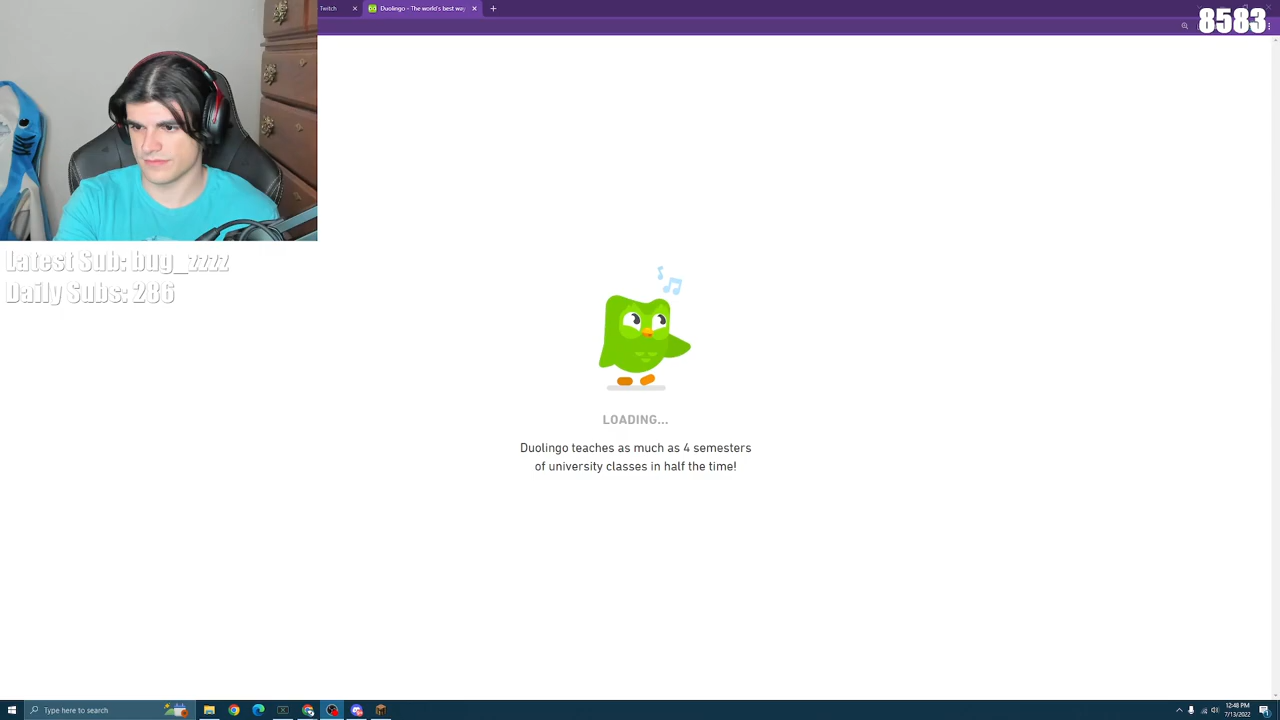 Twitch
Duolingo - The world's best wa
8583
Latest Sub: bug_zzzz
Daily Subs: 286
LOADING...
Duolingo teaches as much as 4 semesters
of university classes in half the time!
Type here to search
12:48 PM
7/13/2022